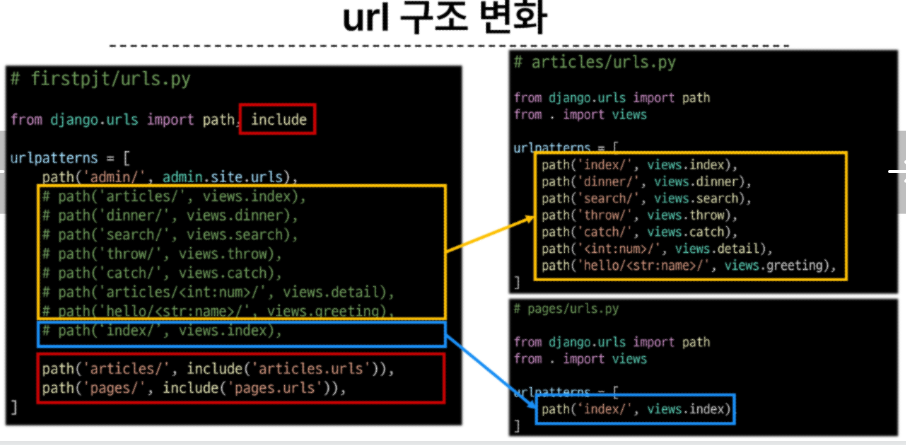 url 구조 변화
# firstpjt/urls.py
from django.urls import path, include
urlpatterns = [
path('admin/', admin.site.urls),
# path('articles/', views.index),
# path('dinner/', views.dinner),
# path('search/', views.search),
# path('throw/', views.throw),
# path('catch/', views.catch),
# path('articles/<int:num>/', views.detail),
# path('hello/<str:name>/', views.greeting),
# path('index/', views.index),
path('articles/', include('articles.urls')),
path('pages/', include('pages.urls')),
]
# articles/urls.py
from django.urls import path
from . import views
urlpatterns = [
path('index/', views.index),
path('dinner/', views.dinner),
path('search/', views.search),
path('throw/', views.throw),
path('catch/', views.catch),
path('<int:num>/', views.detail),
path('hello/<str:name>/', views.greeting),
]
# pages/urls.py
from django.urls import path
from . import views
urlpatterns = [
path('index/', views.index)
]